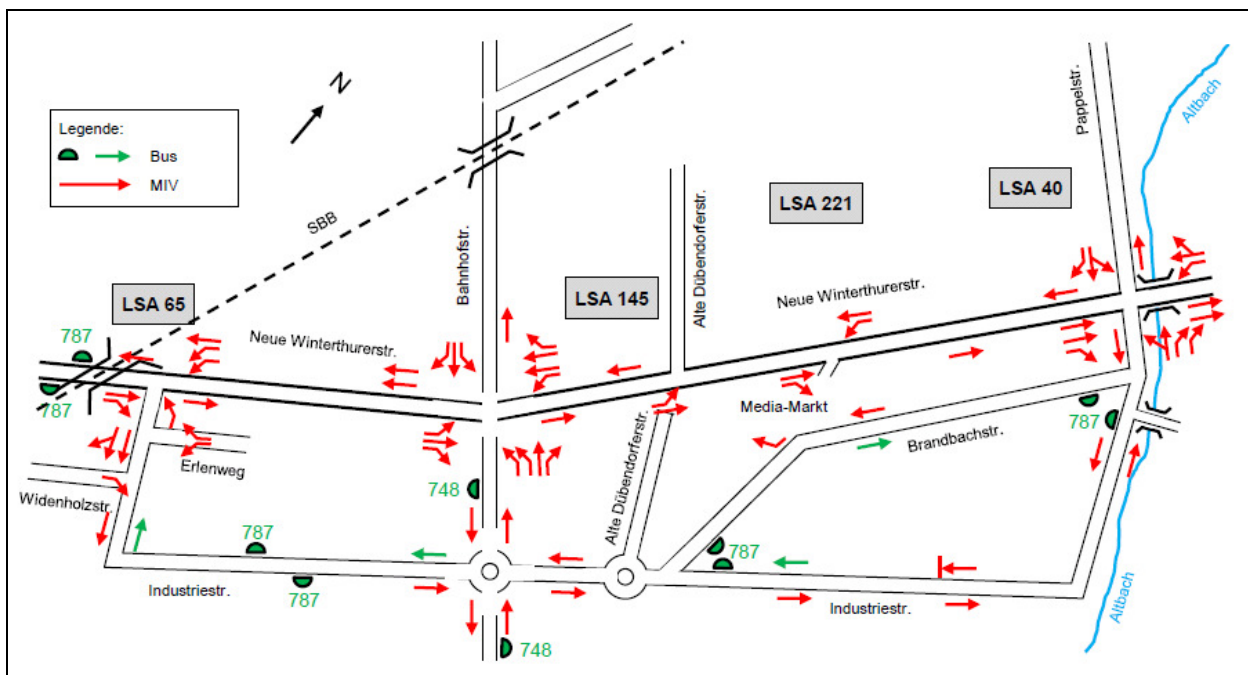 N
Legende:
Bus
MIV
SBB
Bahnhofstr.
Alte Dübendorferstr.
Pappelstr.
Altbach
LSA 221
LSA 40
LSA 65
LSA 145
787
787
Neue Winterthurerstr.
Neue Winterthurerstr.
Media-Markt
Brandbachstr.
787
Erlenweg
Widenholzstr.
748
Alte Dübendorferstr.
787
787
Industriestr.
787
Industriestr.
748
Altbach